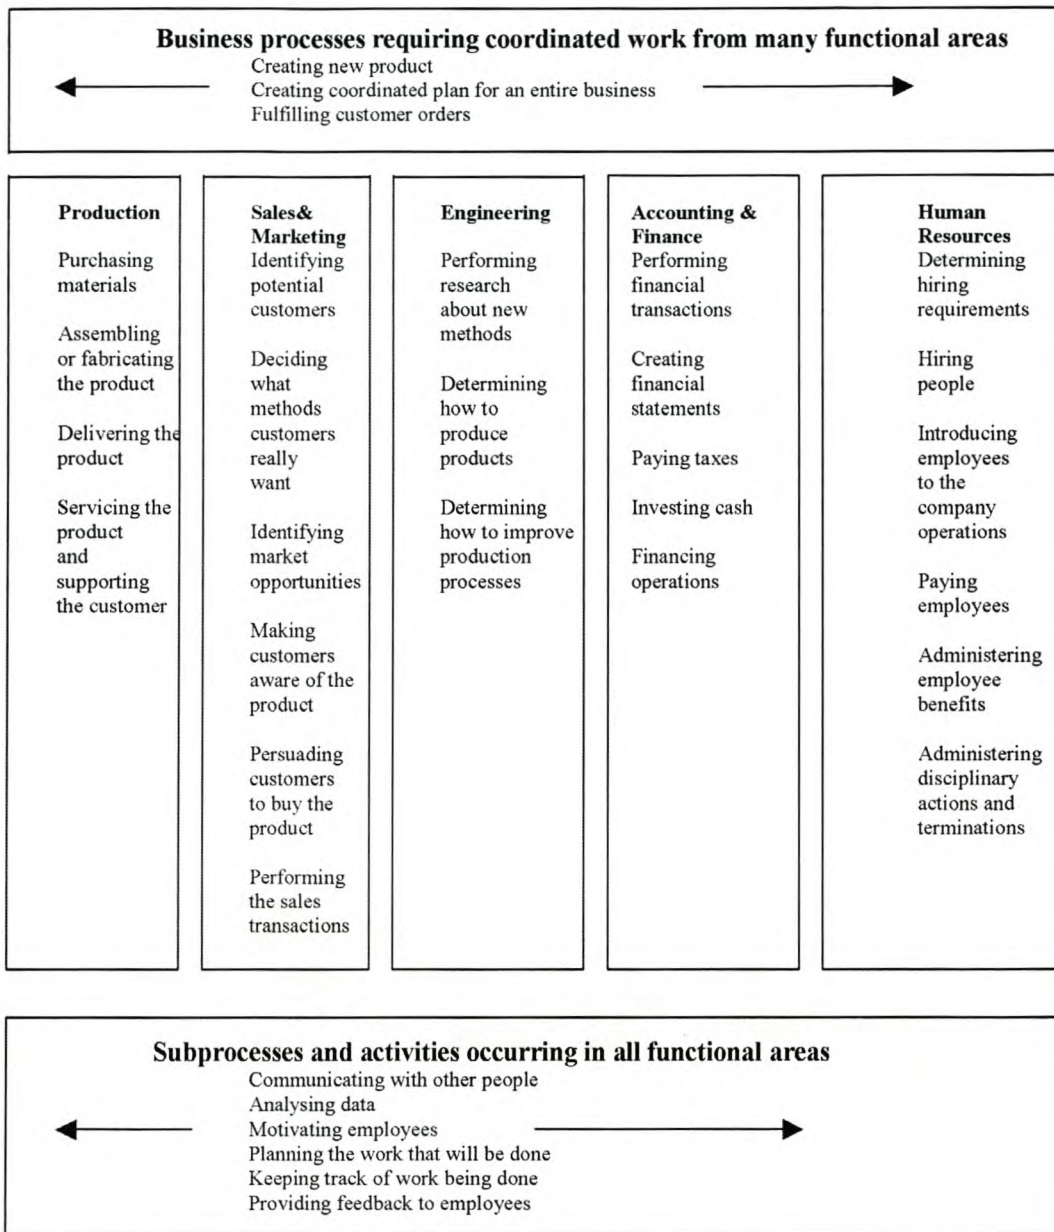 Business processes requiring coordinated work from many functional areas
Creating new product
Creating coordinated plan for an entire business
Fulfilling customer orders
Production
Purchasing
materials
Assembling
or fabricating
the product
Delivering the
product
Servicing the
product
and
supporting
the customer
Sales&
Marketing
Identifying
potential
customers
Deciding
what
methods
customers
really
want
Identifying
market
opportunities
Making
customers
aware of the
product
Persuading
customers
to buy the
product
Performing
the sales
transactions
Engineering
Performing
research
about new
methods
Determining
how to
produce
products
Determining
how to improve
production
processes
Accounting &
Finance
Performing
financial
transactions
Creating
financial
statements
Paying taxes
Investing cash
Financing
operations
Human
Resources
Determining
hiring
requirements
Hiring
people
Introducing
employees
to the
company
operations
Paying
employees
Administering
employee
benefits
Administering
disciplinary
actions and
terminations
Subprocesses and activities occurring in all functional areas
Communicating with other people
Analysing data
Motivating employees
Planning the work that will be done
Keeping track of work being done
Providing feedback to employees